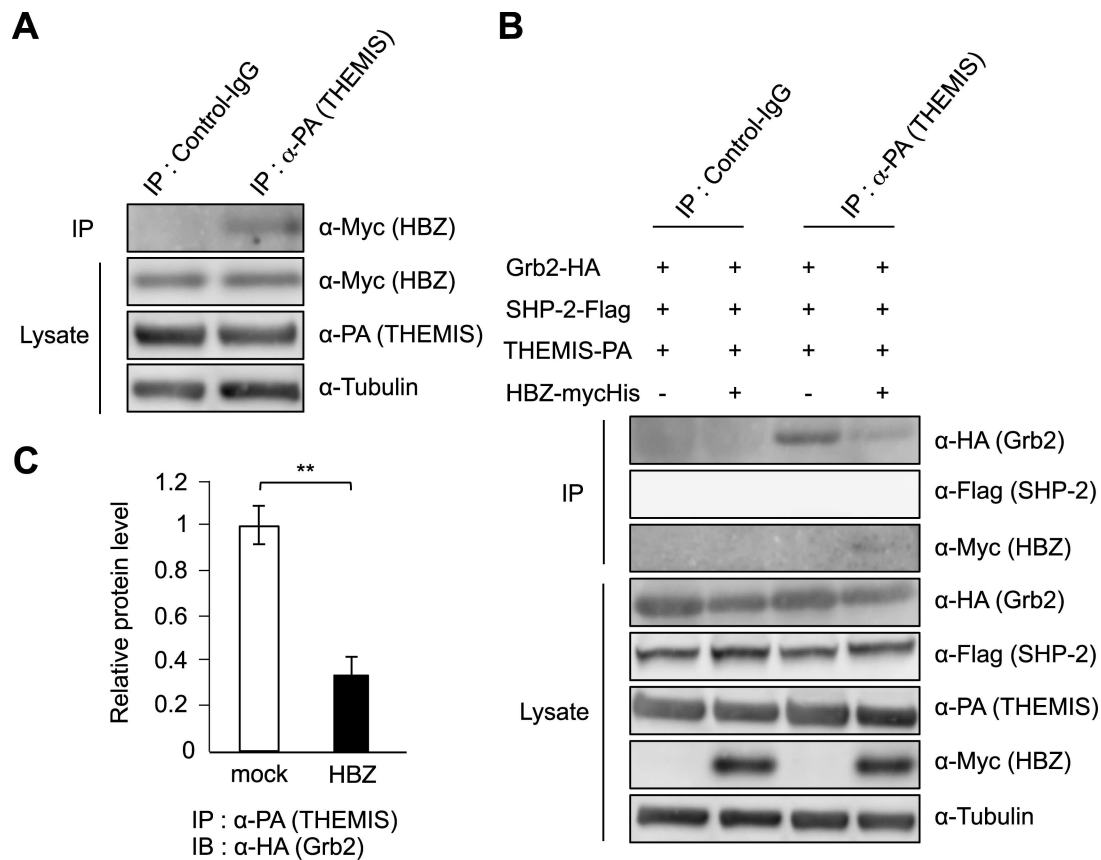 A
IP : Control-IgG
IP : α-PA (THEMIS)
IP
α-Myc (HBZ)
α-Myc (HBZ)
Lysate
α-PA (THEMIS)
α-Tubulin
B
IP : Control-IgG
IP : α-PA (THEMIS)
Grb2-HA + + + +
SHP-2-Flag + + + +
THEMIS-PA + + + +
HBZ-mycHis - + - +
α-HA (Grb2)
IP
α-Flag (SHP-2)
α-Myc (HBZ)
α-HA (Grb2)
α-Flag (SHP-2)
Lysate
α-PA (THEMIS)
α-Myc (HBZ)
α-Tubulin
C
Relative protein level
1.2
1
0.8
0.6
0.4
0.2
0
**
mock HBZ
IP : α-PA (THEMIS)
IB : α-HA (Grb2)